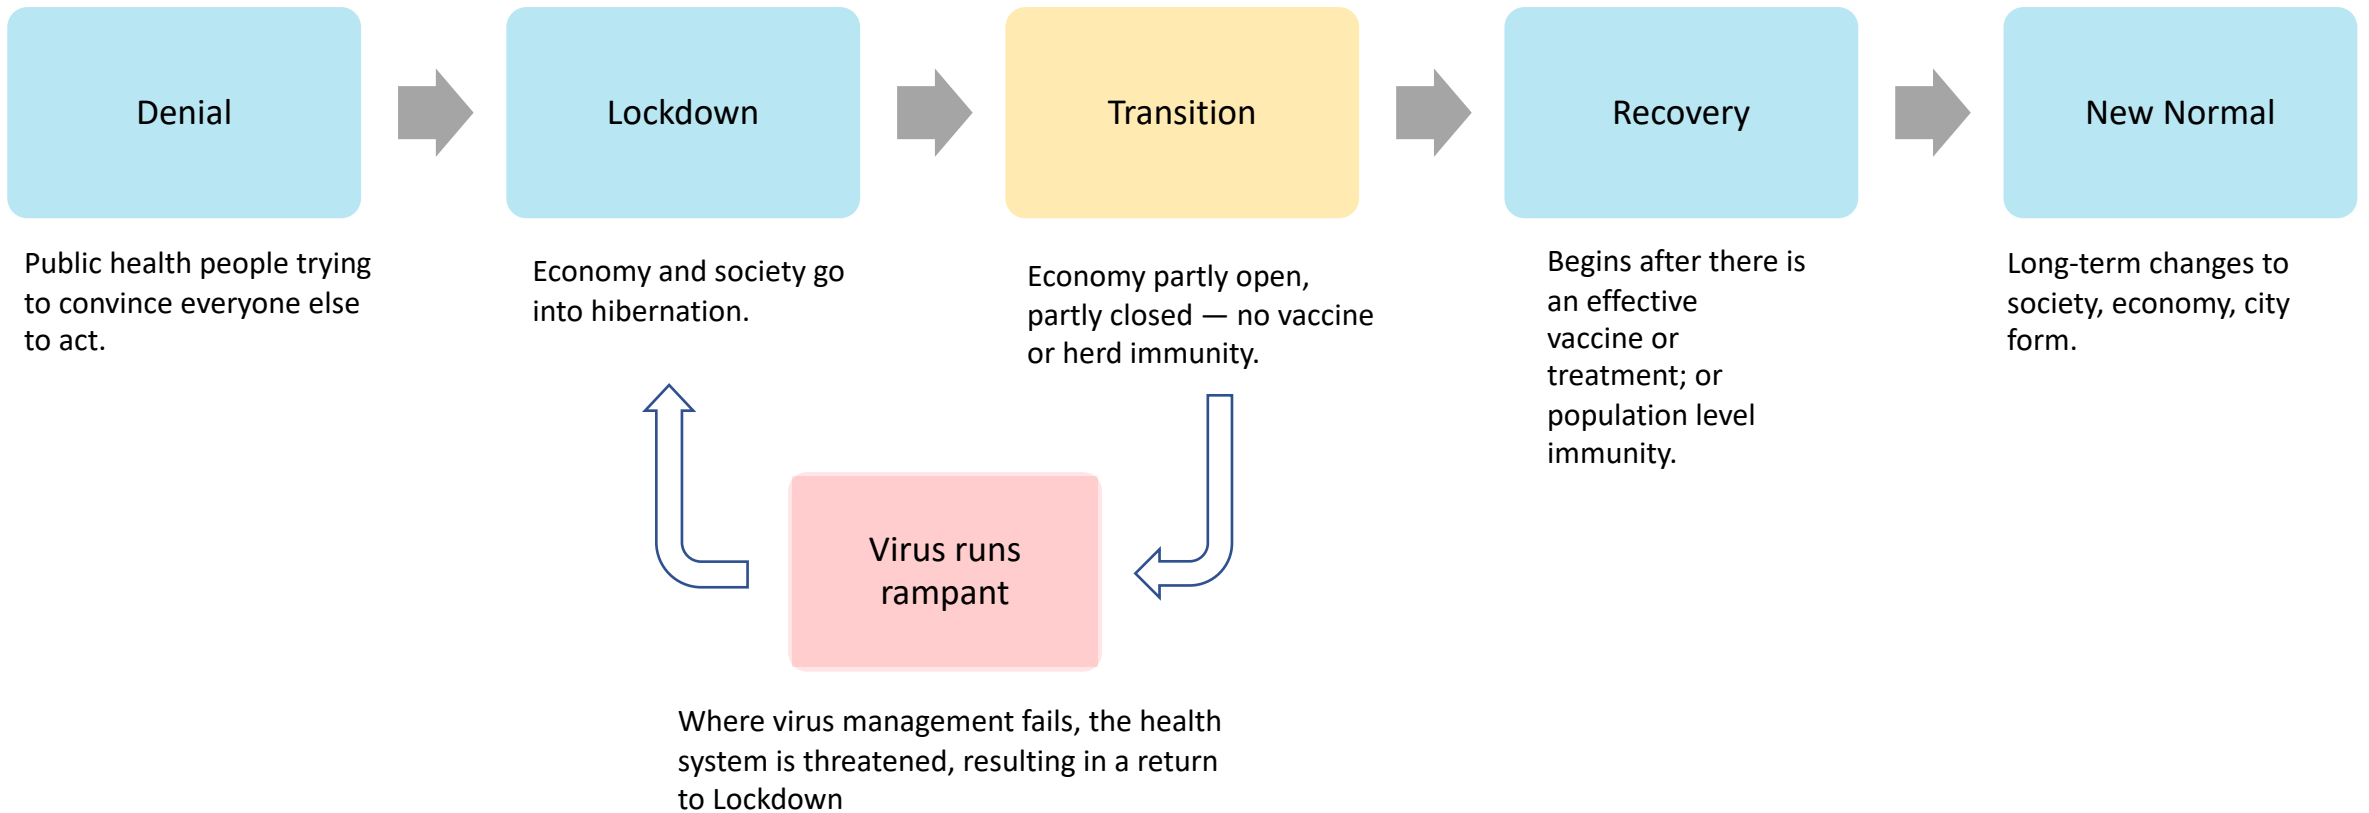 Denial
Lockdown
Transition
Recovery
New Normal
Public health people trying
to convince everyone else
to act.
Economy and society go
into hibernation.
Economy partly open,
partly closed — no vaccine
or herd immunity.
Begins after there is
an effective
vaccine or
treatment; or
population level
immunity.
Long-term changes to
society, economy, city
form.
Virus runs
rampant
Where virus management fails, the health
system is threatened, resulting in a return
to Lockdown